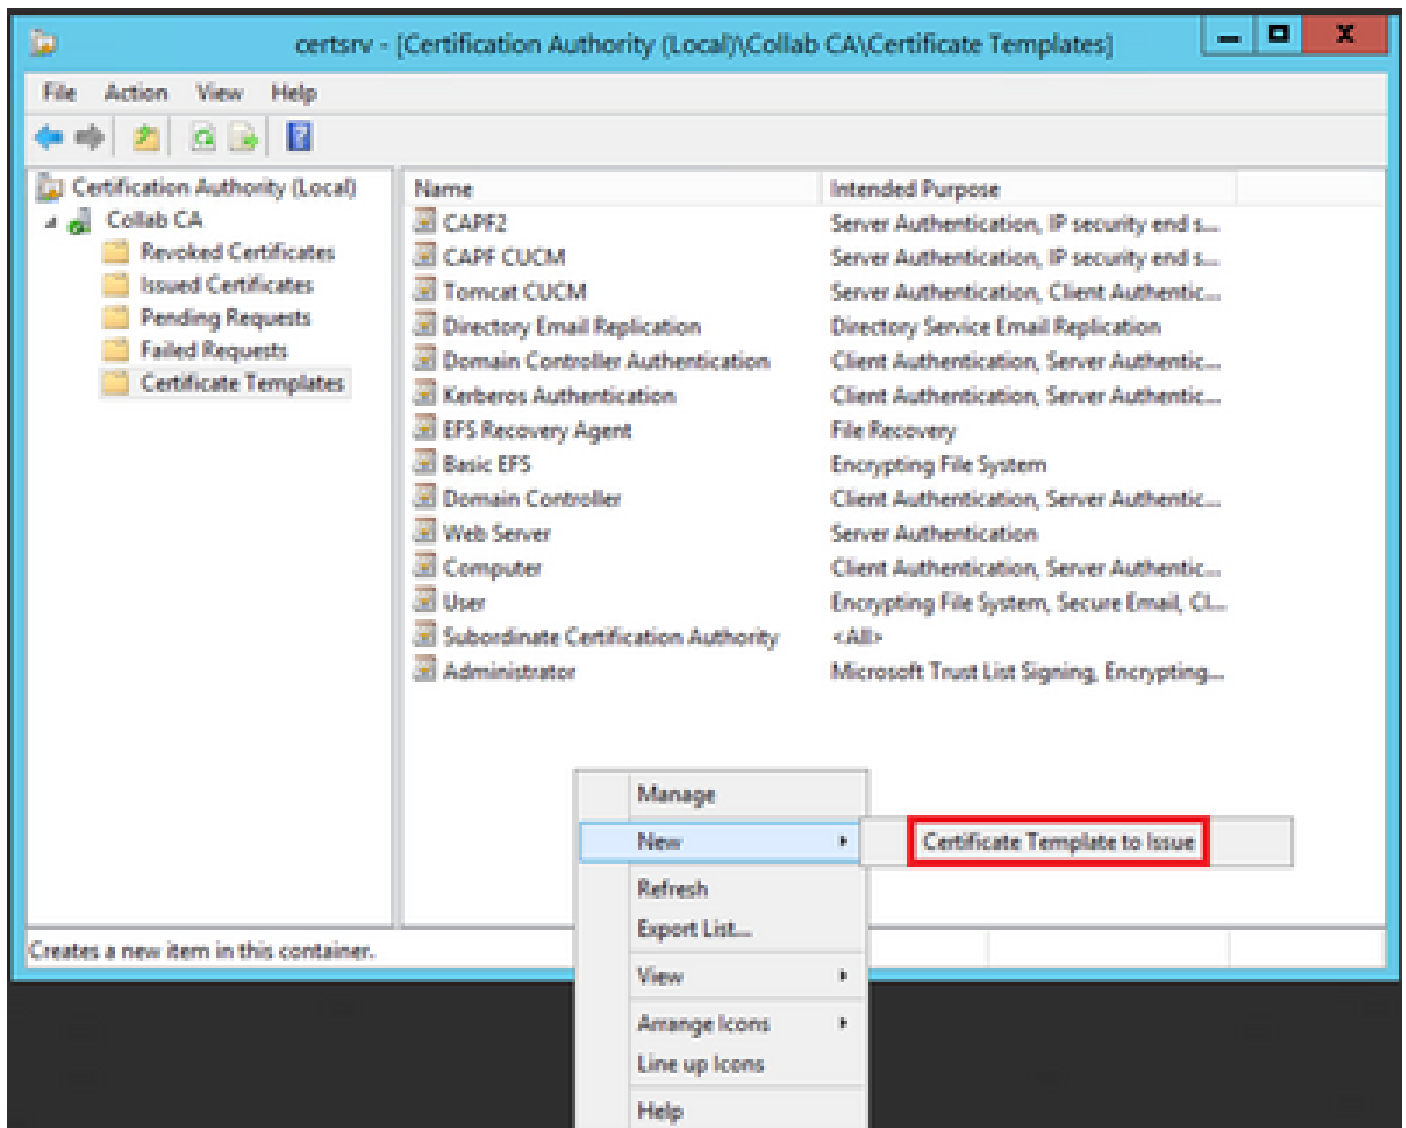 certsrv - [Certification Authority (Local)\Collab CA\Certificate Templates]
File Action View Help
Certification Authority (Local)
Collab CA
Revoked Certificates
Issued Certificates
Pending Requests
Failed Requests
Certificate Templates
Name Intended Purpose
CAPF2 Server Authentication, IP security end s...
CAPF CUCM Server Authentication, IP security end s...
Tomcat CUCM Server Authentication, Client Authentic...
Directory Email Replication Directory Service Email Replication
Domain Controller Authentication Client Authentication, Server Authentic...
Kerberos Authentication Client Authentication, Server Authentic...
EFS Recovery Agent File Recovery
Basic EFS Encrypting File System
Domain Controller Client Authentication, Server Authentic...
Web Server Server Authentication
Computer Client Authentication, Server Authentic...
User Encrypting File System, Secure Email, Cl...
Subordinate Certification Authority <All>
Administrator Microsoft Trust List Signing, Encrypting...
Manage
New Certificate Template to Issue
Refresh
Export List...
View
Arrange Icons
Line up Icons
Help
Creates a new item in this container.